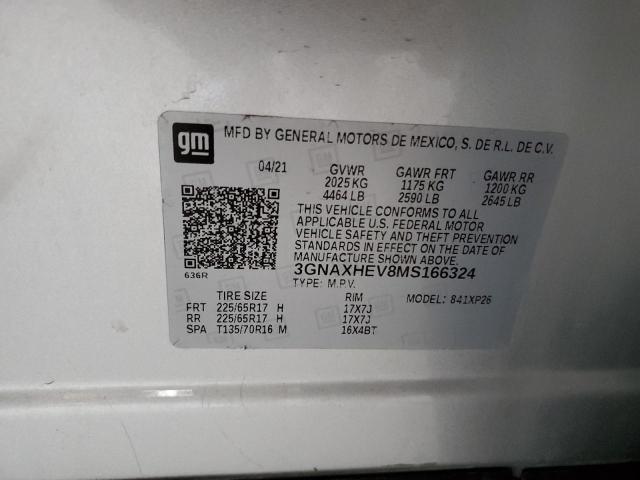 gm MFD BY GENERAL MOTORS DE MEXICO, S. DE R.L. DE C.V.
04/21 GVWR GAWR FRT GAWR RR
2025 KG 1175 KG 1200 KG
4464 LB 2590 LB 2645 LB
THIS VEHICLE CONFORMS TO ALL
APPLICABLE U.S. FEDERAL MOTOR
VEHICLE SAFETY AND THEFT PREVENTION
STANDARDS IN EFFECT ON THE DATE OF
MANUFACTURE SHOWN ABOVE.
3GNAXHEV8MS166324
636R
TYPE: M.P.V.
TIRE SIZE RIM MODEL: 841XP26
FRT 225/65R17 H 17X7J
RR 225/65R17 H 17X7J
SPA T135/70R16 M 16X4BT